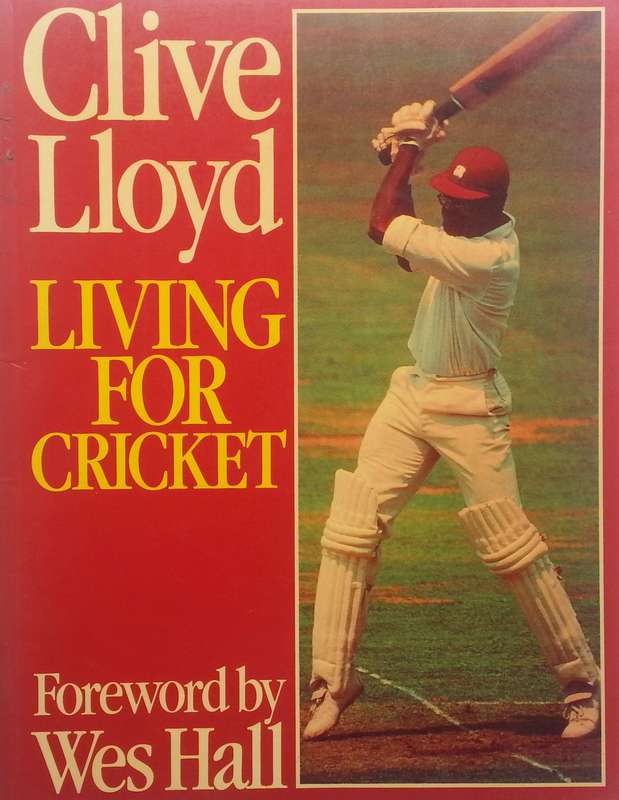 Clive
Lloyd
LIVING
FOR
CRICKET
Foreword by
Wes Hall